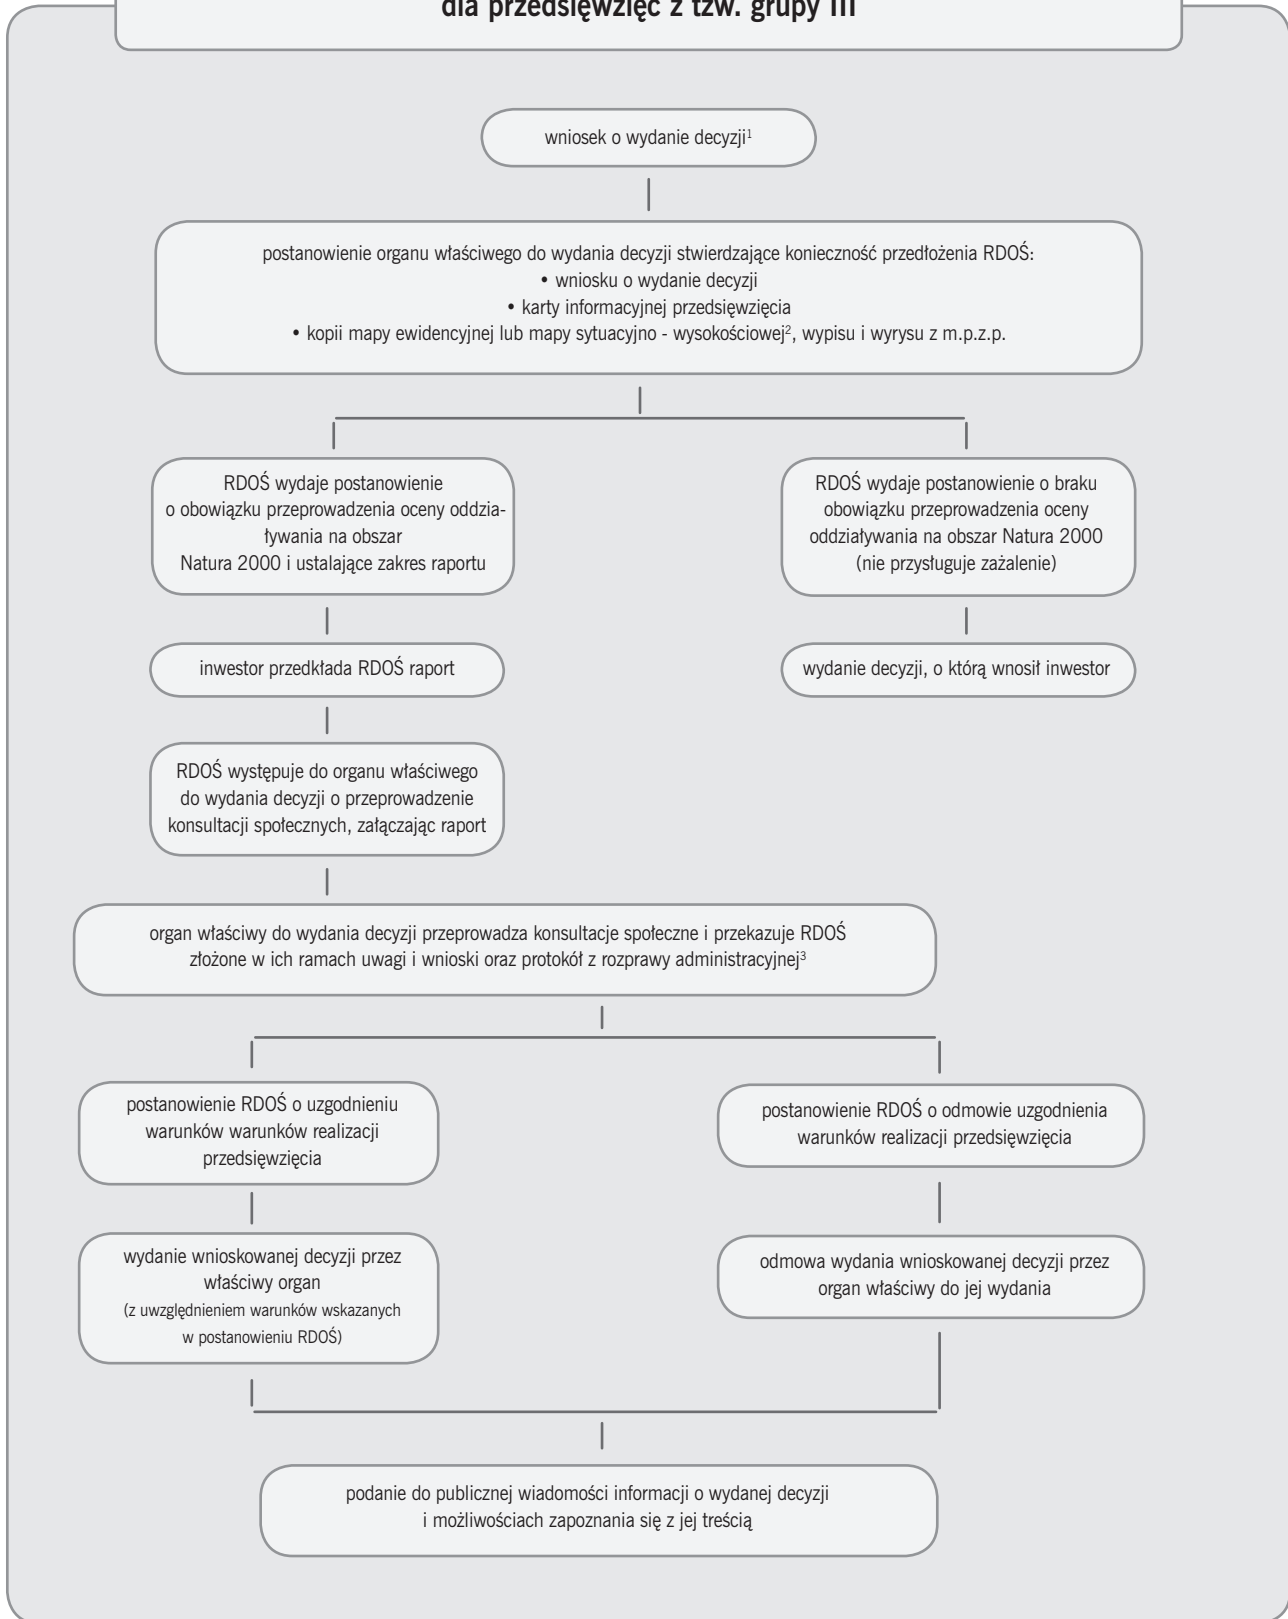 dla przedsięwzięć z tzw. grupy III
wniosek o wydanie decyzji¹
postanowienie organu właściwego do wydania decyzji stwierdzające konieczność przedłożenia RDOŚ:
• wniosku o wydanie decyzji
• karty informacyjnej przedsięwzięcia
• kopii mapy ewidencyjnej lub mapy sytuacyjno - wysokościowej², wypisu i wyrysu z m.p.z.p.
RDOŚ wydaje postanowienie
o obowiązku przeprowadzenia oceny oddzia-
ływania na obszar
Natura 2000 i ustalające zakres raportu
RDOŚ wydaje postanowienie o braku
obowiązku przeprowadzenia oceny
oddziaływania na obszar Natura 2000
(nie przysługuje zażalenie)
inwestor przedkłada RDOŚ raport
wydanie decyzji, o którą wnosił inwestor
RDOŚ występuje do organu właściwego
do wydania decyzji o przeprowadzenie
konsultacji społecznych, załączając raport
organ właściwy do wydania decyzji przeprowadza konsultacje społeczne i przekazuje RDOŚ
złożone w ich ramach uwagi i wnioski oraz protokół z rozprawy administracyjnej³
postanowienie RDOŚ o uzgodnieniu
warunków warunków realizacji
przedsięwzięcia
postanowienie RDOŚ o odmowie uzgodnienia
warunków realizacji przedsięwzięcia
wydanie wnioskowanej decyzji przez
właściwy organ
(z uwzględnieniem warunków wskazanych
w postanowieniu RDOŚ)
odmowa wydania wnioskowanej decyzji przez
organ właściwy do jej wydania
podanie do publicznej wiadomości informacji o wydanej decyzji
i możliwościach zapoznania się z jej treścią